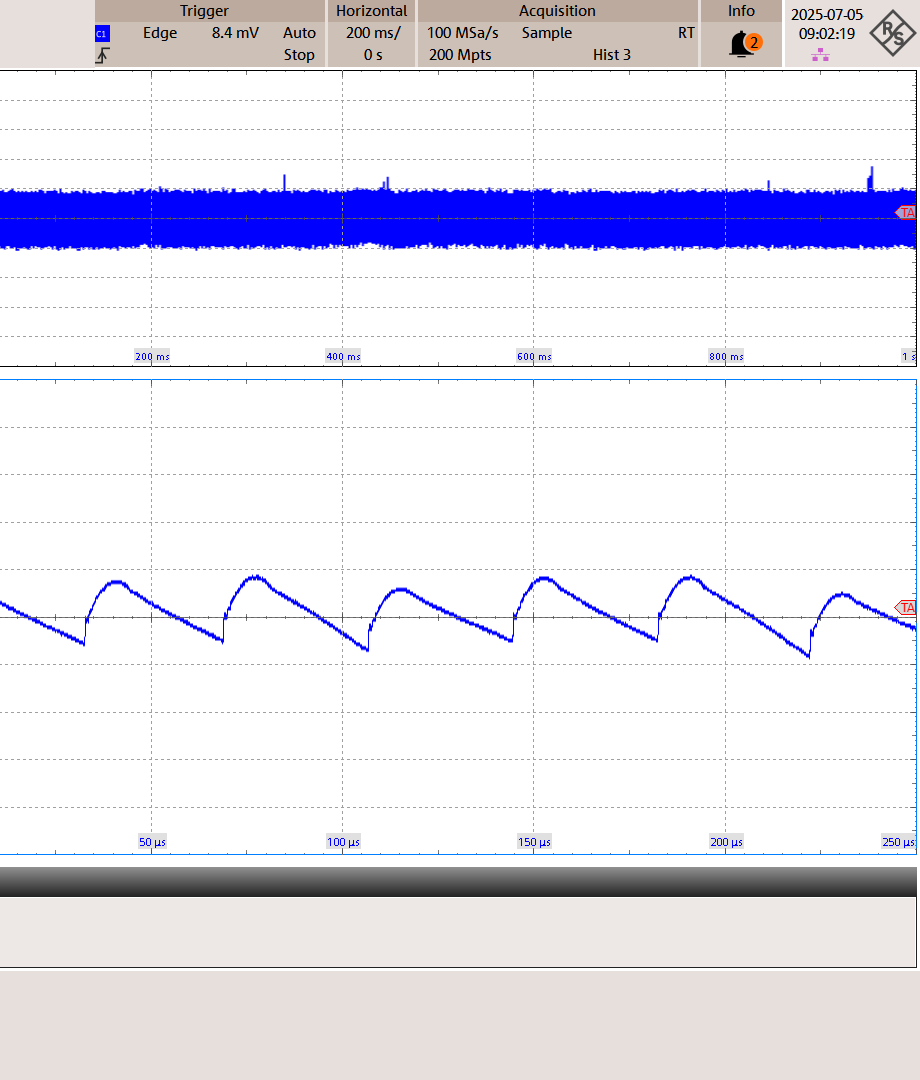 Trigger
Horizontal
Acquisition
Info
2025-07-05
09:02:19
C1
Edge
8.4 mV
Auto
Stop
200 ms/
0 s
100 MSa/s
Sample
RT
200 Mpts
Hist 3
2
R&S
TA
200 ms
400 ms
600 ms
800 ms
1 s
TA
50 µs
100 µs
150 µs
200 µs
250 µs